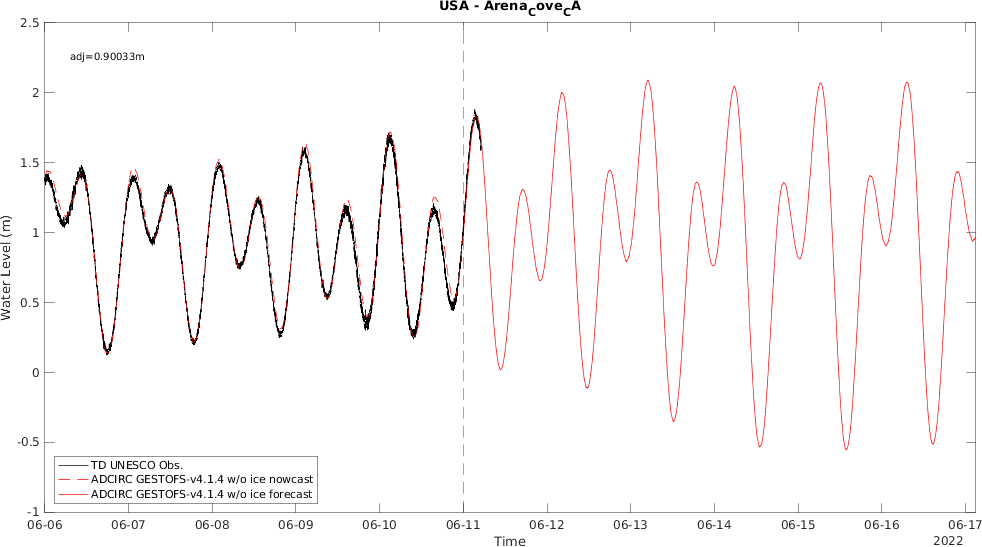 USA - ArenaCoveCA
adj=0.90033m
2.5
2
1.5
1
0.5
0
-0.5
-1
Water Level (m)
TD UNESCO Obs.
ADCIRC GESTOFS-v4.1.4 w/o ice nowcast
ADCIRC GESTOFS-v4.1.4 w/o ice forecast
06-06 06-07 06-08 06-09 06-10 06-11 06-12 06-13 06-14 06-15 06-16 06-17
Time
2022